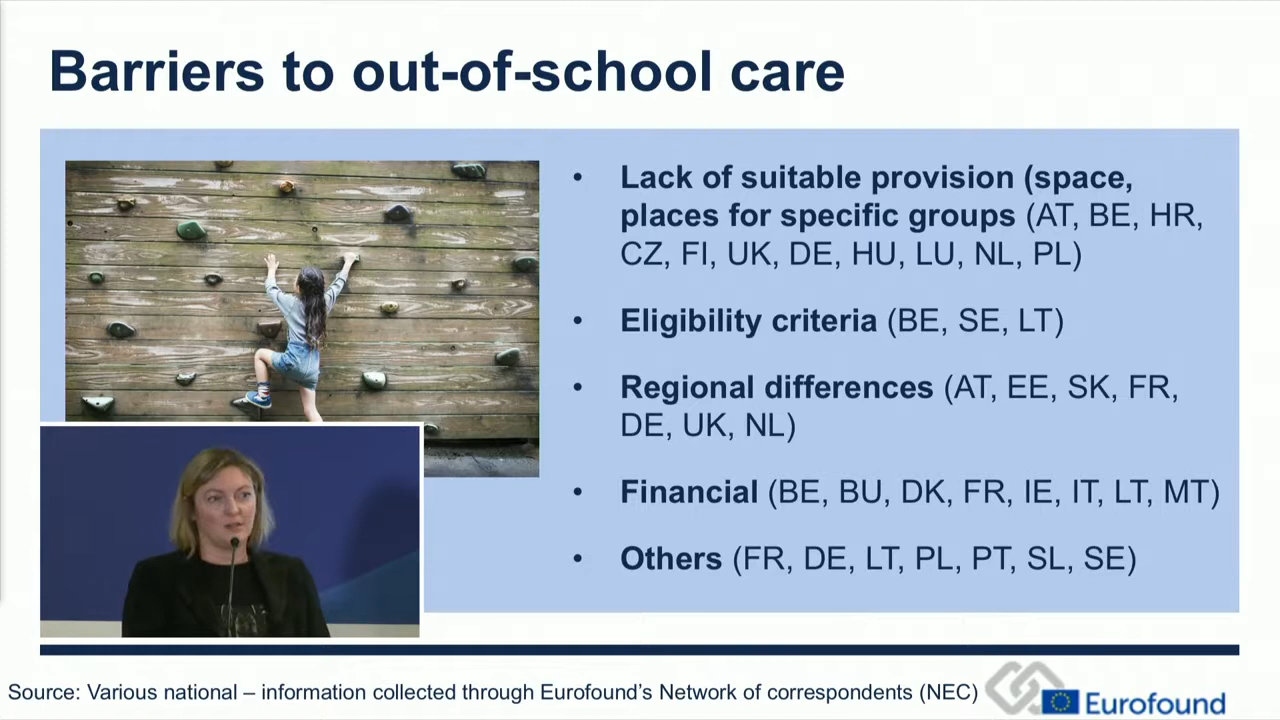 Barriers to out-of-school care
• Lack of suitable provision (space,
places for specific groups (AT, BE, HR,
CZ, FI, UK, DE, HU, LU, NL, PL)
• Eligibility criteria (BE, SE, LT)
• Regional differences (AT, EE, SK, FR,
DE, UK, NL)
• Financial (BE, BU, DK, FR, IE, IT, LT, MT)
• Others (FR, DE, LT, PL, PT, SL, SE)
Source: Various national – information collected through Eurofound’s Network of correspondents (NEC)
Eurofound